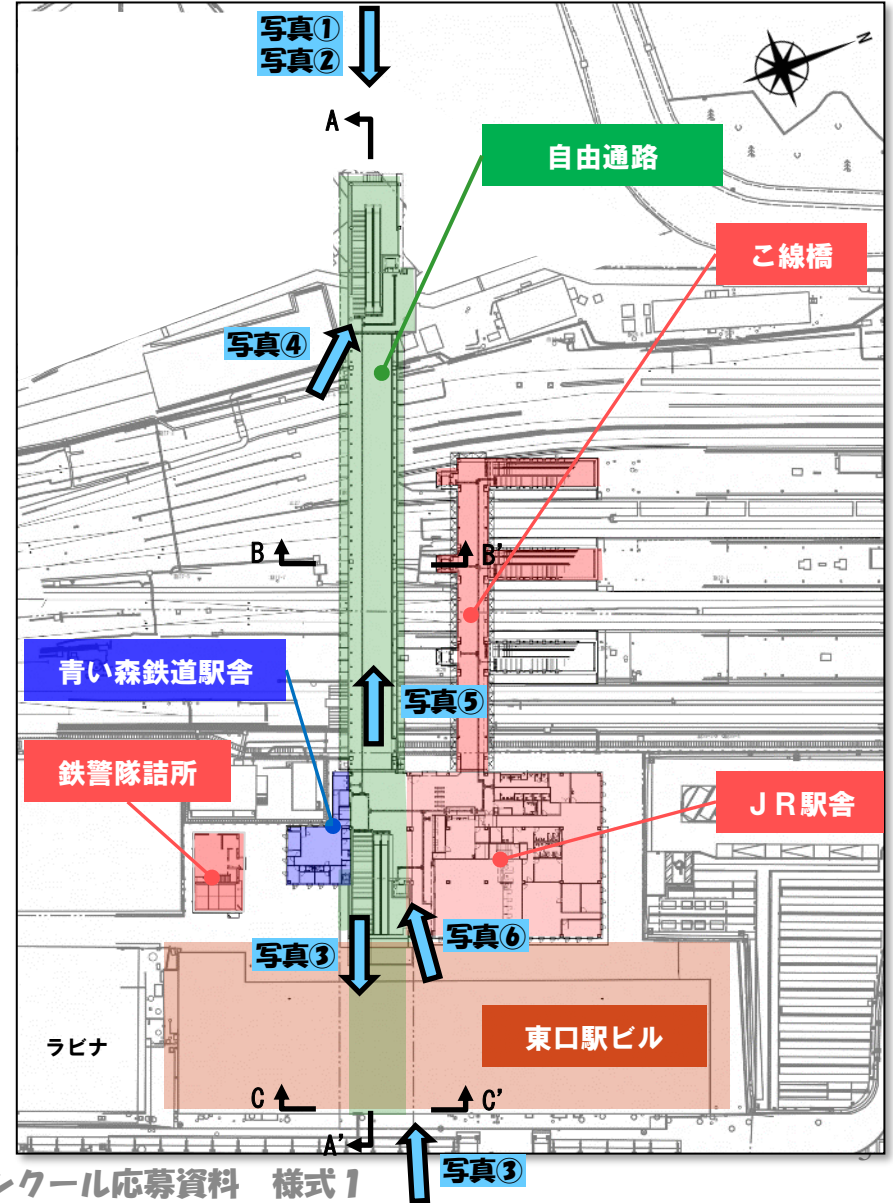 写真①
写真②
N
A
自由通路
こ線橋
写真④
B
B'
青い森鉄道駅舎
写真⑤
鉄警隊詰所
ＪＲ駅舎
写真③
写真⑥
東口駅ビル
ラビナ
C
C'
A'
写真③
ンクール応募資料　様式１